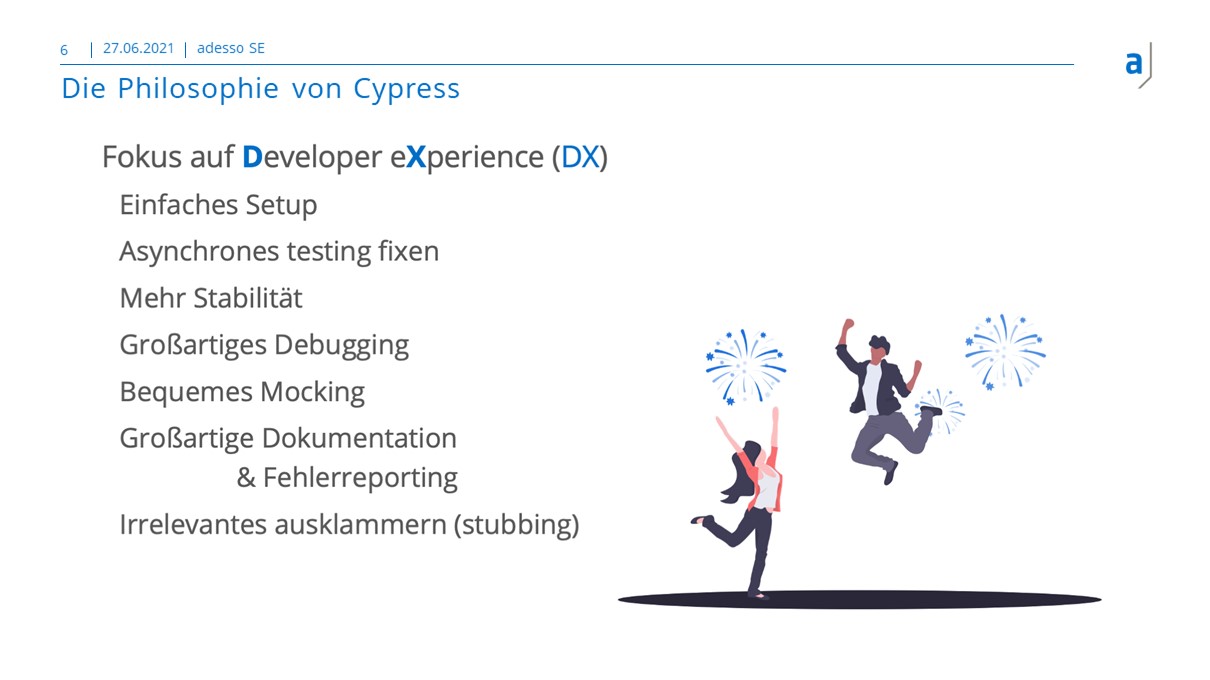 6 | 27.06.2021 | adesso SE
a
Die Philosophie von Cypress
Fokus auf Developer eXperience (DX)
Einfaches Setup
Asynchrones testing fixen
Mehr Stabilität
Großartiges Debugging
Bequemes Mocking
Großartige Dokumentation
& Fehlerreporting
Irrelevantes ausklammern (stubbing)